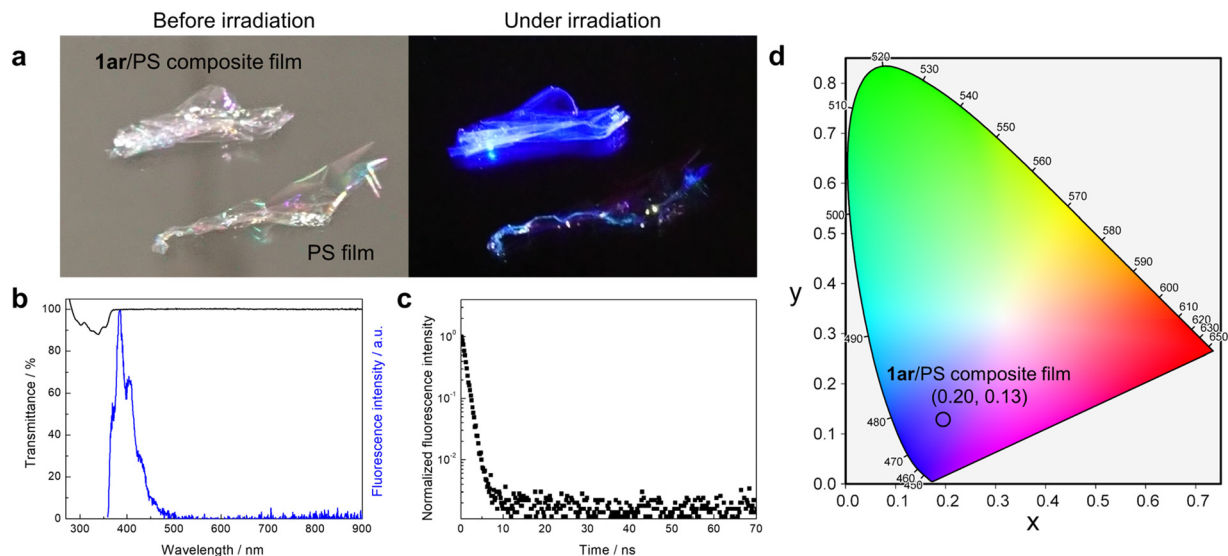 Before irradiation
Under irradiation
a
1ar/PS composite film
PS film
b
100
80
60
40
20
0
Transmittance / %
Fluorescence intensity / a.u.
300 400 500 600 700 800 900
Wavelength / nm
c
10^0
10^-1
10^-2
Normalized fluorescence intensity
0 10 20 30 40 50 60 70
Time / ns
d
0.8
0.7
0.6
0.5
0.4
0.3
0.2
0.1
0.0
y
0.0 0.1 0.2 0.3 0.4 0.5 0.6 0.7
x
520
530
540
550
560
570
580
590
600
610
620
630
650
510
500
490
480
470
460
450
1ar/PS composite film
(0.20, 0.13)